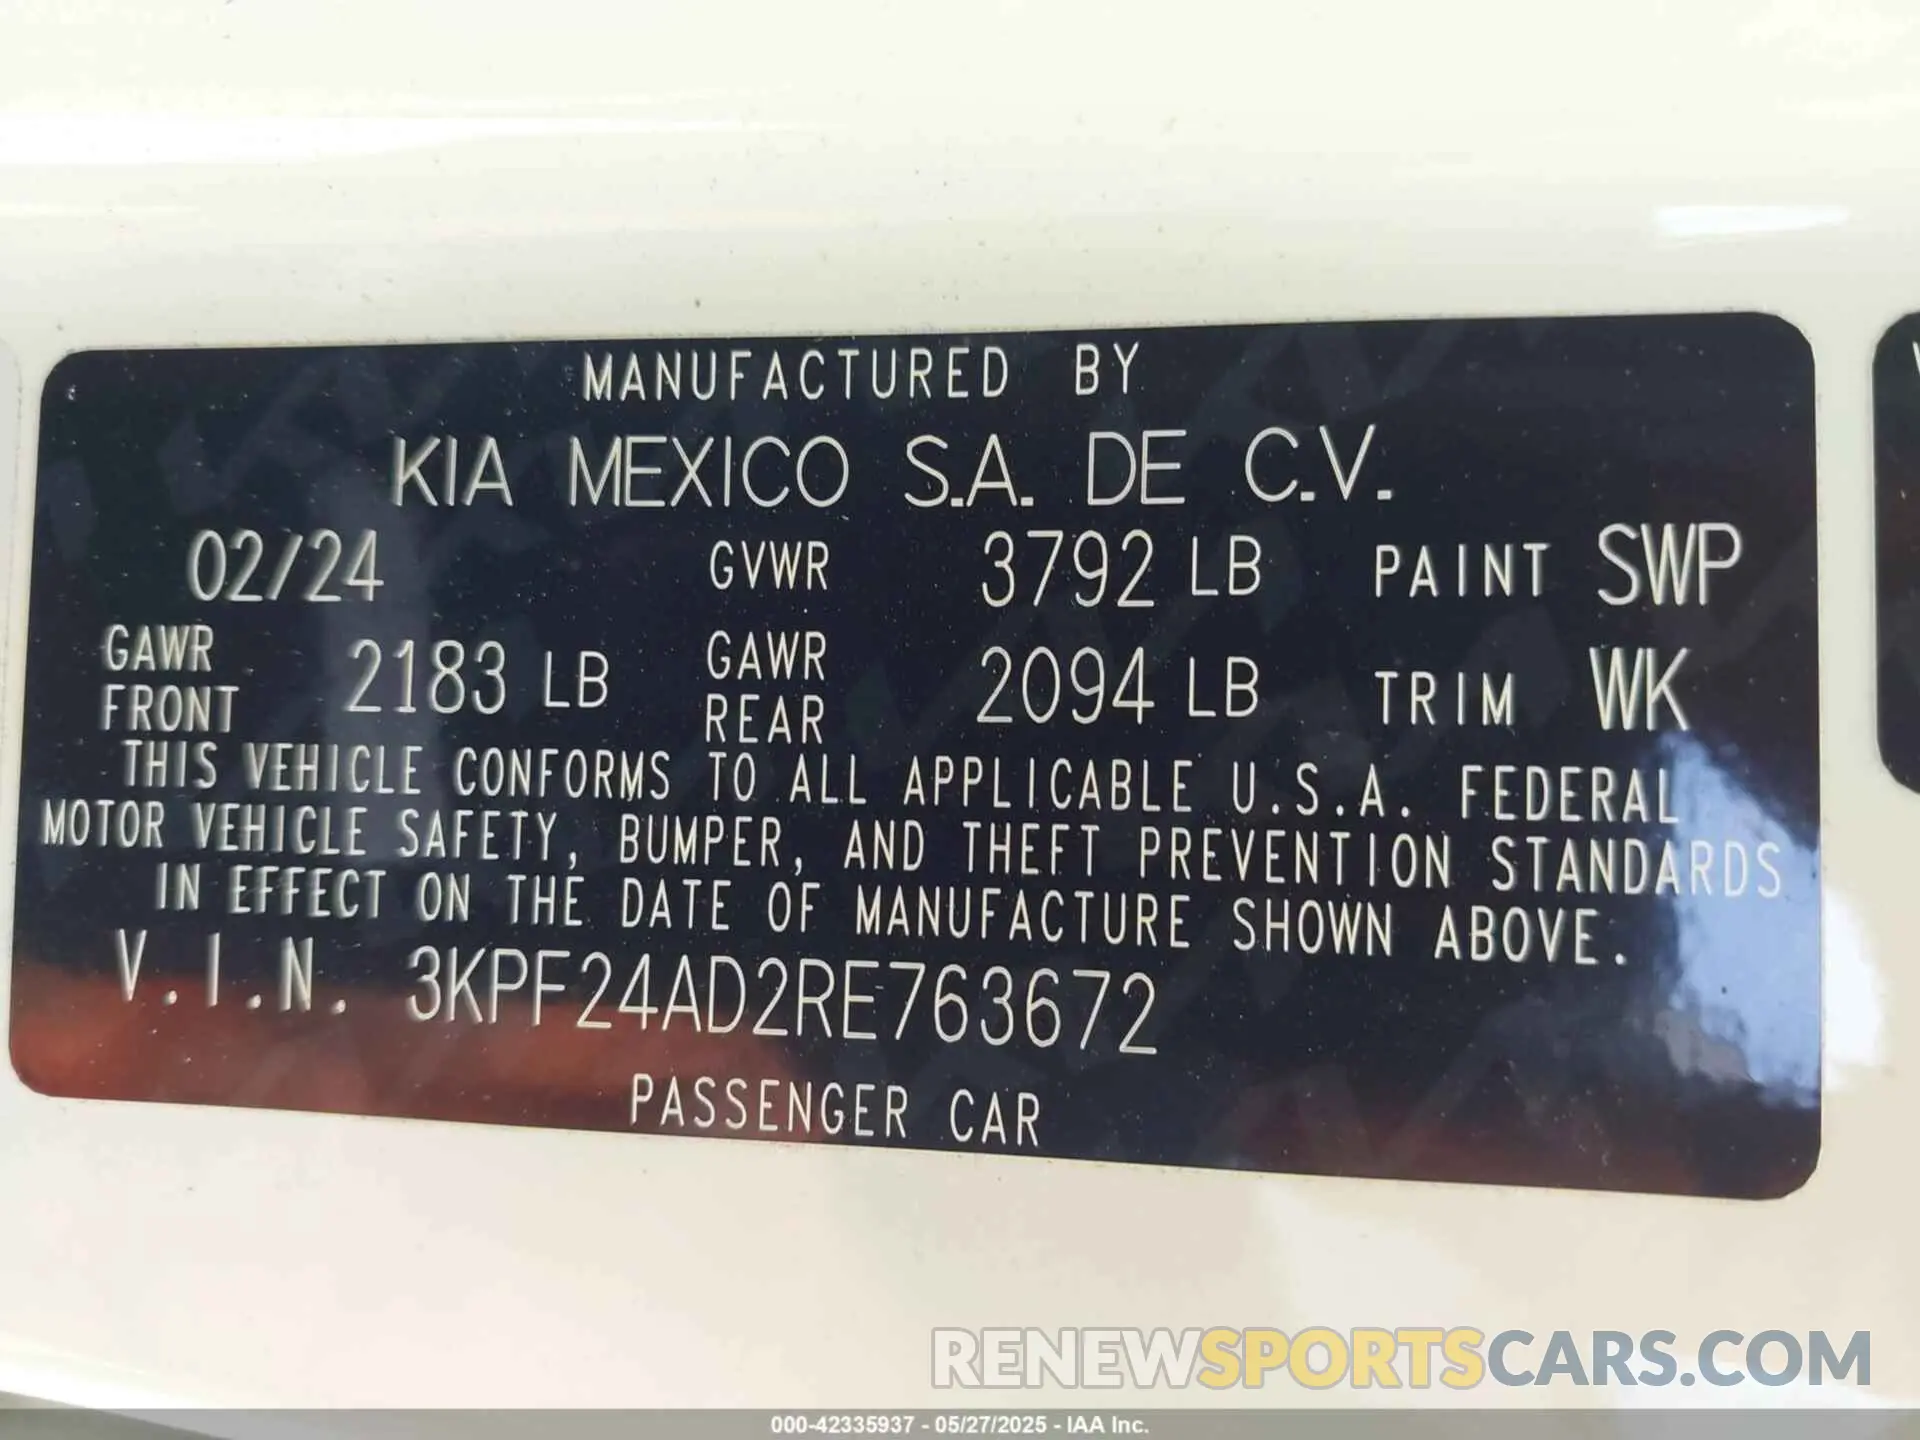 MANUFACTURED BY
KIA MEXICO S.A. DE C.V.
02/24 GVWR 3792 LB PAINT SWP
GAWR FRONT 2183 LB GAWR REAR 2094 LB TRIM WK
THIS VEHICLE CONFORMS TO ALL APPLICABLE U.S.A. FEDERAL
MOTOR VEHICLE SAFETY, BUMPER, AND THEFT PREVENTION STANDARDS
IN EFFECT ON THE DATE OF MANUFACTURE SHOWN ABOVE.
V.I.N. 3KPF24AD2RE763672
PASSENGER CAR
RENEWSPORTSCARS.COM
000-42335937 - 05/27/2025 - IAA Inc.